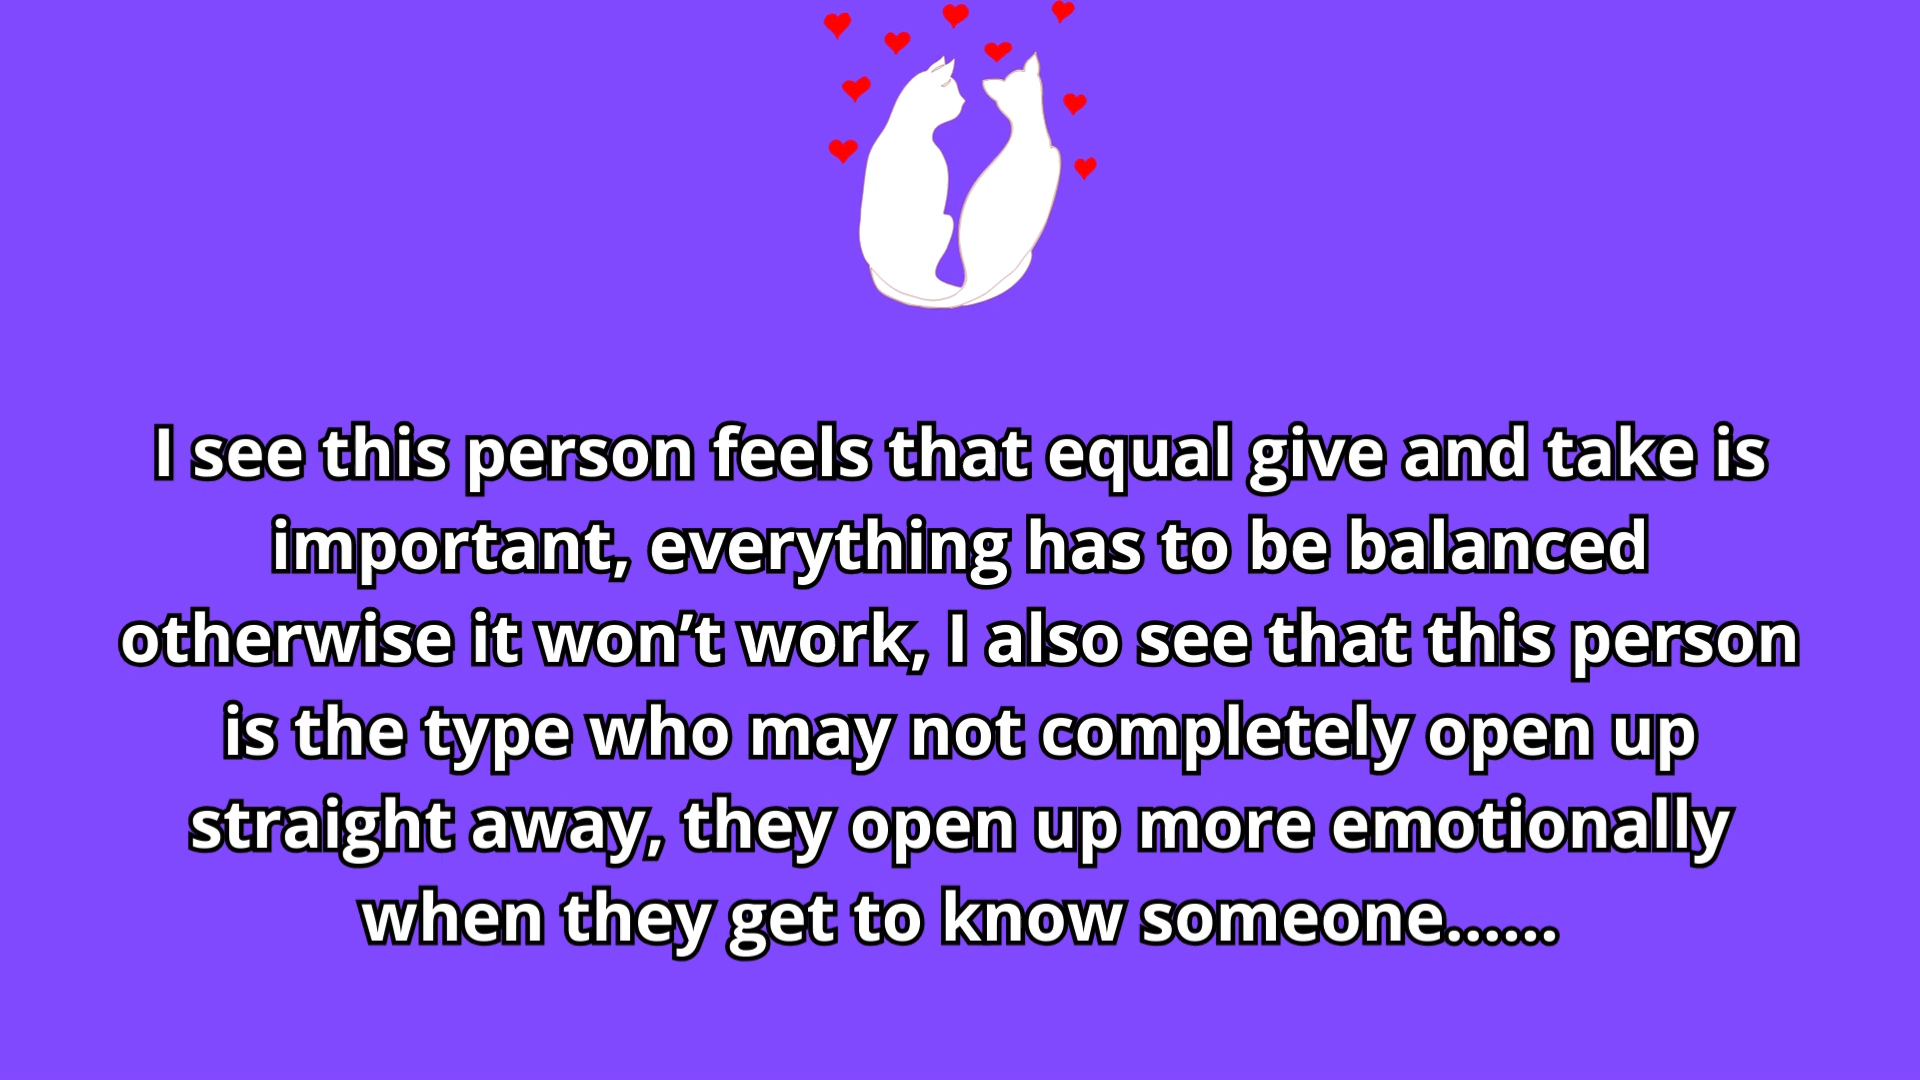 I see this person feels that equal give and take is
important, everything has to be balanced
otherwise it won’t work, I also see that this person
is the type who may not completely open up
straight away, they open up more emotionally
when they get to know someone......